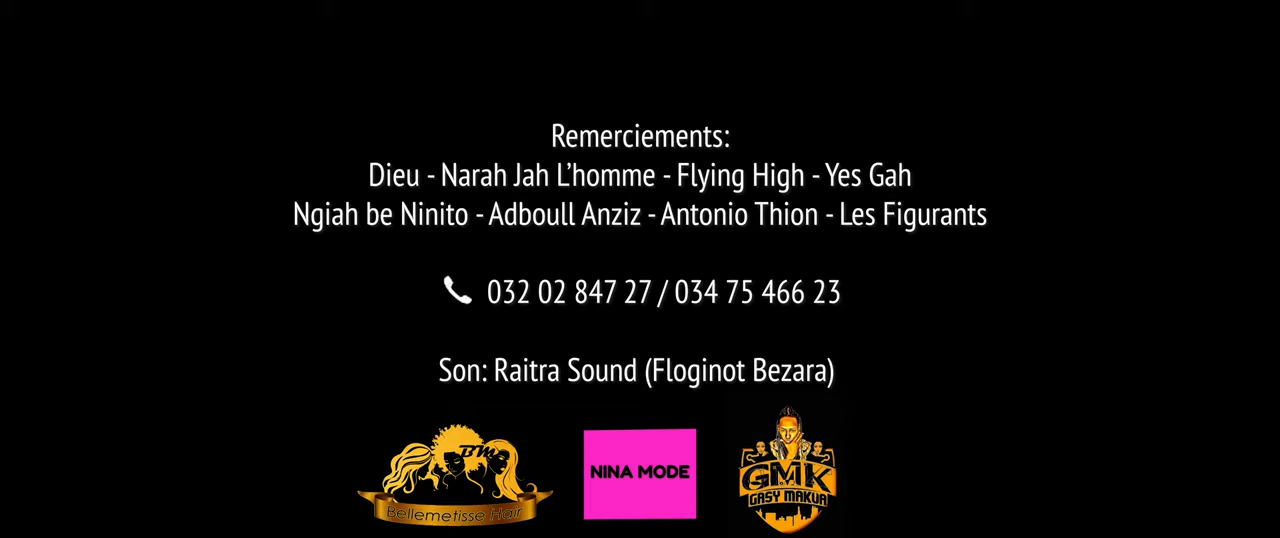 Remerciements:
Dieu - Narah Jah L’homme - Flying High - Yes Gah
Ngiah be Ninito - Adboull Anziz - Antonio Thion - Les Figurants
032 02 847 27 / 034 75 466 23
Son: Raitra Sound (Floginot Bezara)
BM
Bellemetisse Hair
NINA MODE
GMK
GASY MAKUA